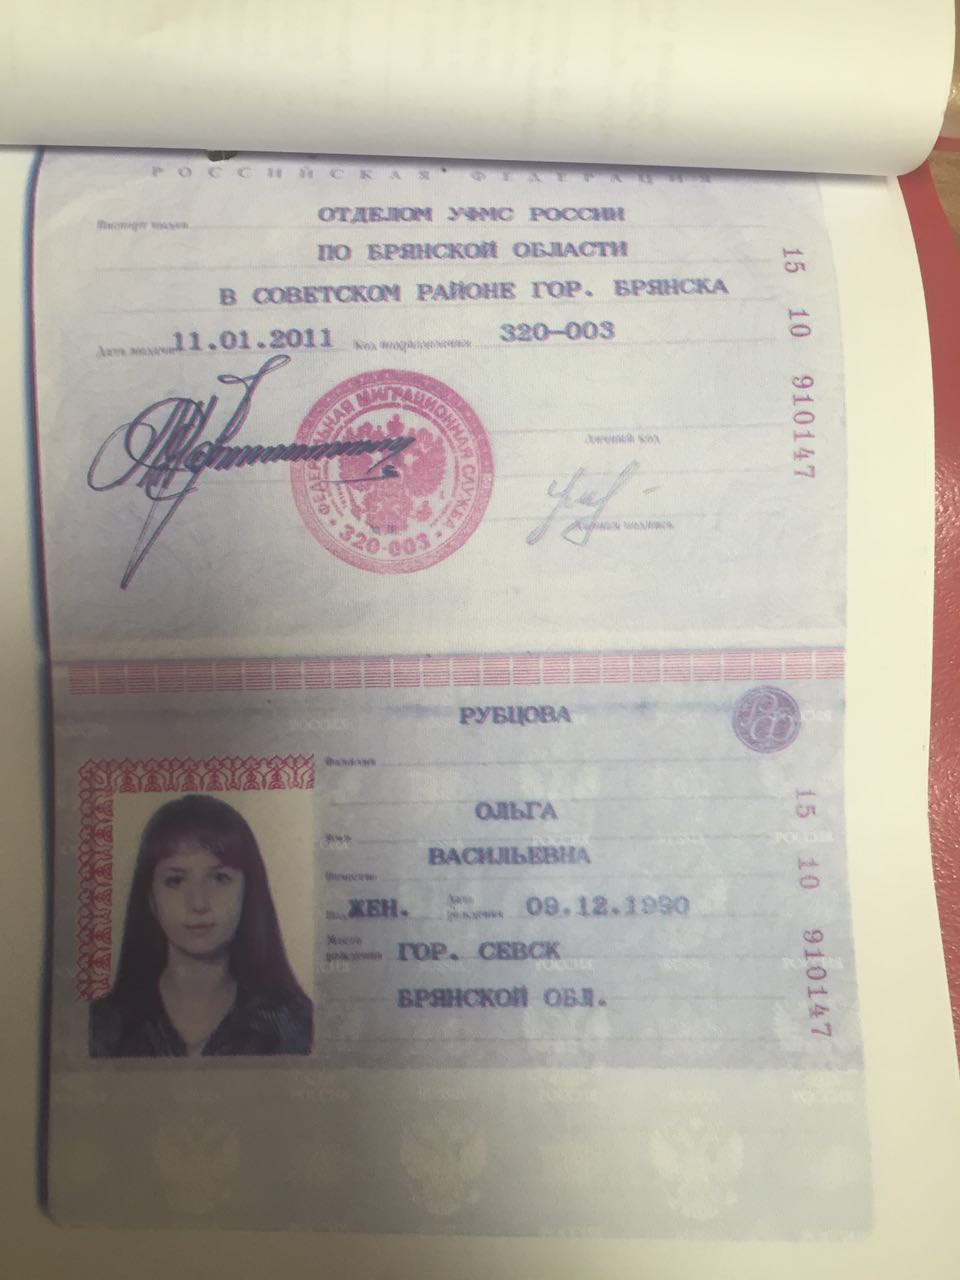 РОССИЙСКАЯ ФЕДЕРАЦИЯ
Паспорт выдан ОТДЕЛОМ УФМС РОССИИ
ПО БРЯНСКОЙ ОБЛАСТИ
В СОВЕТСКОМ РАЙОНЕ ГОР. БРЯНСКА
Дата выдачи 11.01.2011 Код подразделения 320-003
15 10 910147
ФЕДЕРАЛЬНАЯ МИГРАЦИОННАЯ СЛУЖБА
320-003
Личный код
Личная подпись
РУБЦОВА
Фамилия
ОЛЬГА
Имя
ВАСИЛЬЕВНА
Отчество
Пол ЖЕН. Дата рождения 09.12.1990
Место рождения ГОР. СЕВСК
БРЯНСКОЙ ОБЛ.
15 10 910147